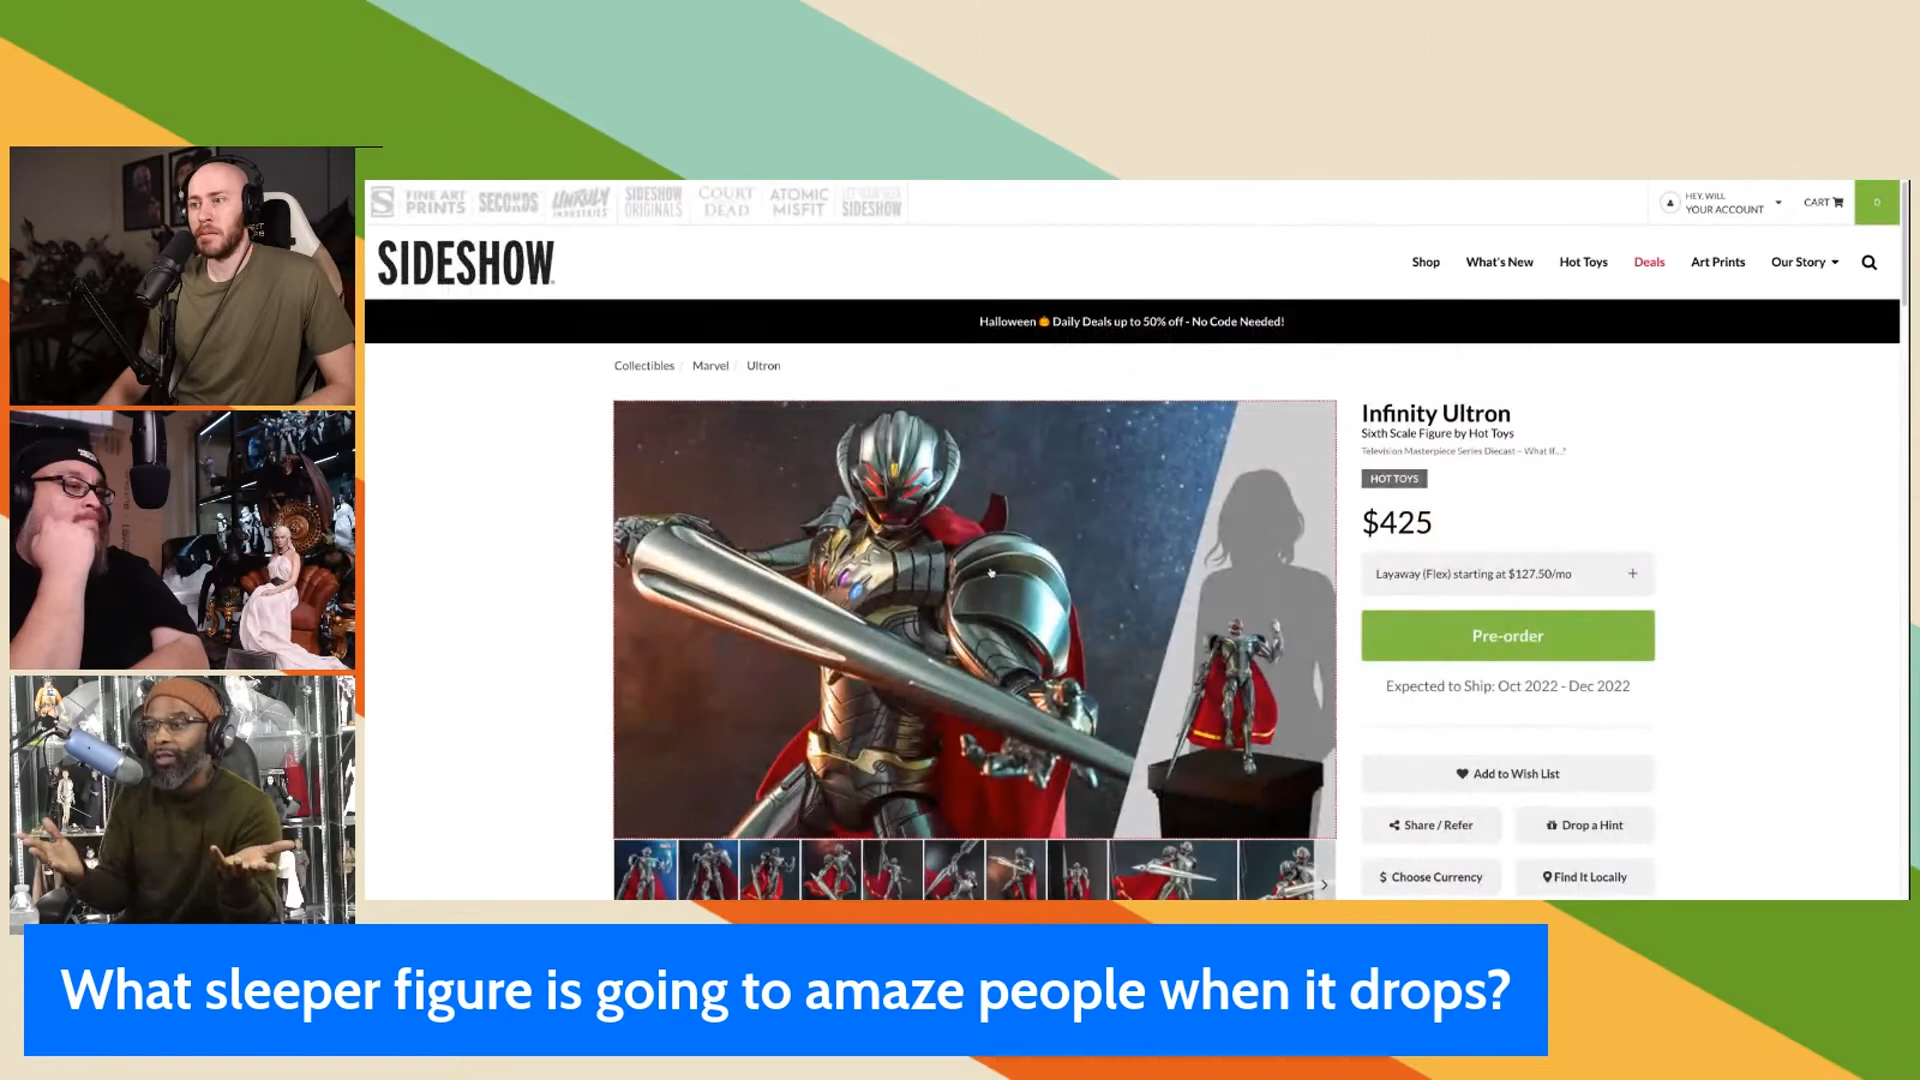 FINE ART
PRINTS
SECONDS
UNRULY
INDUSTRIES
SIDESHOW
ORIGINALS
COURT
DEAD
ATOMIC
MISFIT
SIDESHOW
HEY, WILL
YOUR ACCOUNT
CART
0
SIDESHOW
Shop
What's New
Hot Toys
Deals
Art Prints
Our Story
Halloween 🎃 Daily Deals up to 50% off - No Code Needed!
Collectibles / Marvel / Ultron
Infinity Ultron
Sixth Scale Figure by Hot Toys
Television Masterpiece Series Diecast – What If...?
HOT TOYS
$425
Layaway (Flex) starting at $127.50/mo +
Pre-order
Expected to Ship: Oct 2022 - Dec 2022
Add to Wish List
Share / Refer
Drop a Hint
$ Choose Currency
Find It Locally
What sleeper figure is going to amaze people when it drops?